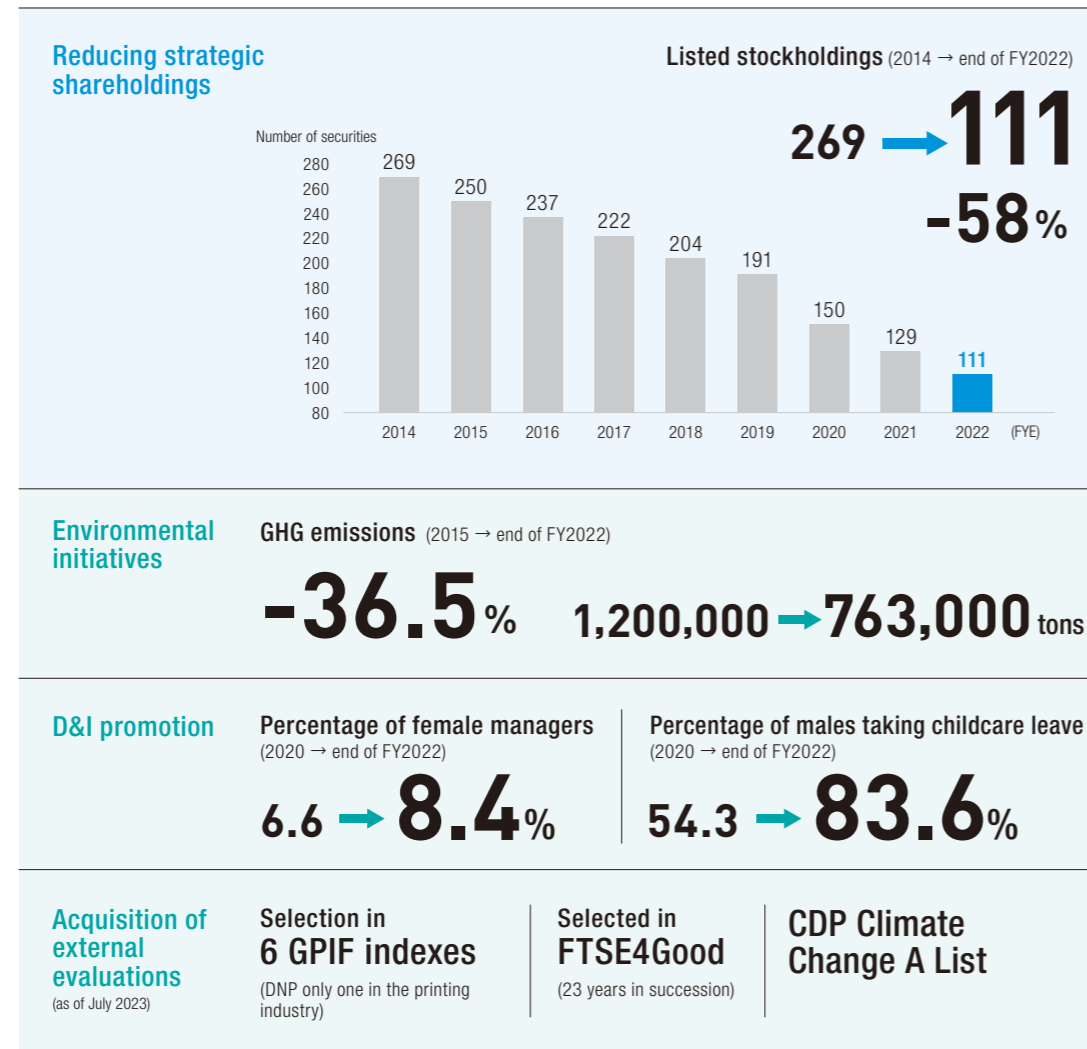 Reducing strategic
shareholdings
Listed stockholdings (2014 → end of FY2022)
269 → 111
-58%
Number of securities
280
260
240
220
200
180
160
140
120
100
80
269
250
237
222
204
191
150
129
111
2014 2015 2016 2017 2018 2019 2020 2021 2022 (FYE)
Environmental
initiatives
GHG emissions (2015 → end of FY2022)
-36.5% 1,200,000 → 763,000 tons
D&I promotion
Percentage of female managers
(2020 → end of FY2022)
6.6 → 8.4%
Percentage of males taking childcare leave
(2020 → end of FY2022)
54.3 → 83.6%
Acquisition of
external
evaluations
(as of July 2023)
Selection in
6 GPIF indexes
(DNP only one in the printing
industry)
Selected in
FTSE4Good
(23 years in succession)
CDP Climate
Change A List